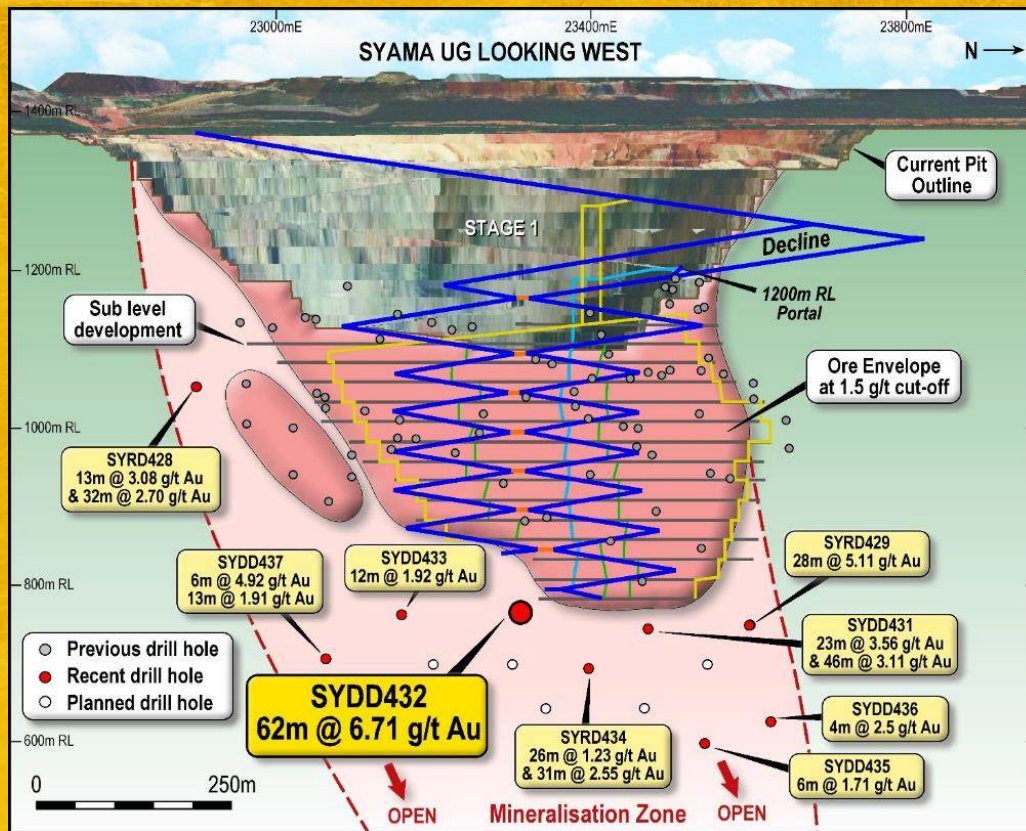 23000mE
23400mE
23800mE
SYAMA UG LOOKING WEST
N
1400m RL
Current Pit
Outline
STAGE 1
Decline
1200m RL
1200m RL
Portal
Sub level
development
Ore Envelope
at 1.5 g/t cut-off
1000m RL
SYRD428
13m @ 3.08 g/t Au
& 32m @ 2.70 g/t Au
SYDD437
6m @ 4.92 g/t Au
13m @ 1.91 g/t Au
SYDD433
12m @ 1.92 g/t Au
SYRD429
28m @ 5.11 g/t Au
800m RL
SYDD431
23m @ 3.56 g/t Au
& 46m @ 3.11 g/t Au
Previous drill hole
Recent drill hole
Planned drill hole
SYDD432
62m @ 6.71 g/t Au
SYRD434
26m @ 1.23 g/t Au
& 31m @ 2.55 g/t Au
SYDD436
4m @ 2.5 g/t Au
600m RL
SYDD435
6m @ 1.71 g/t Au
0
250m
OPEN
Mineralisation Zone
OPEN